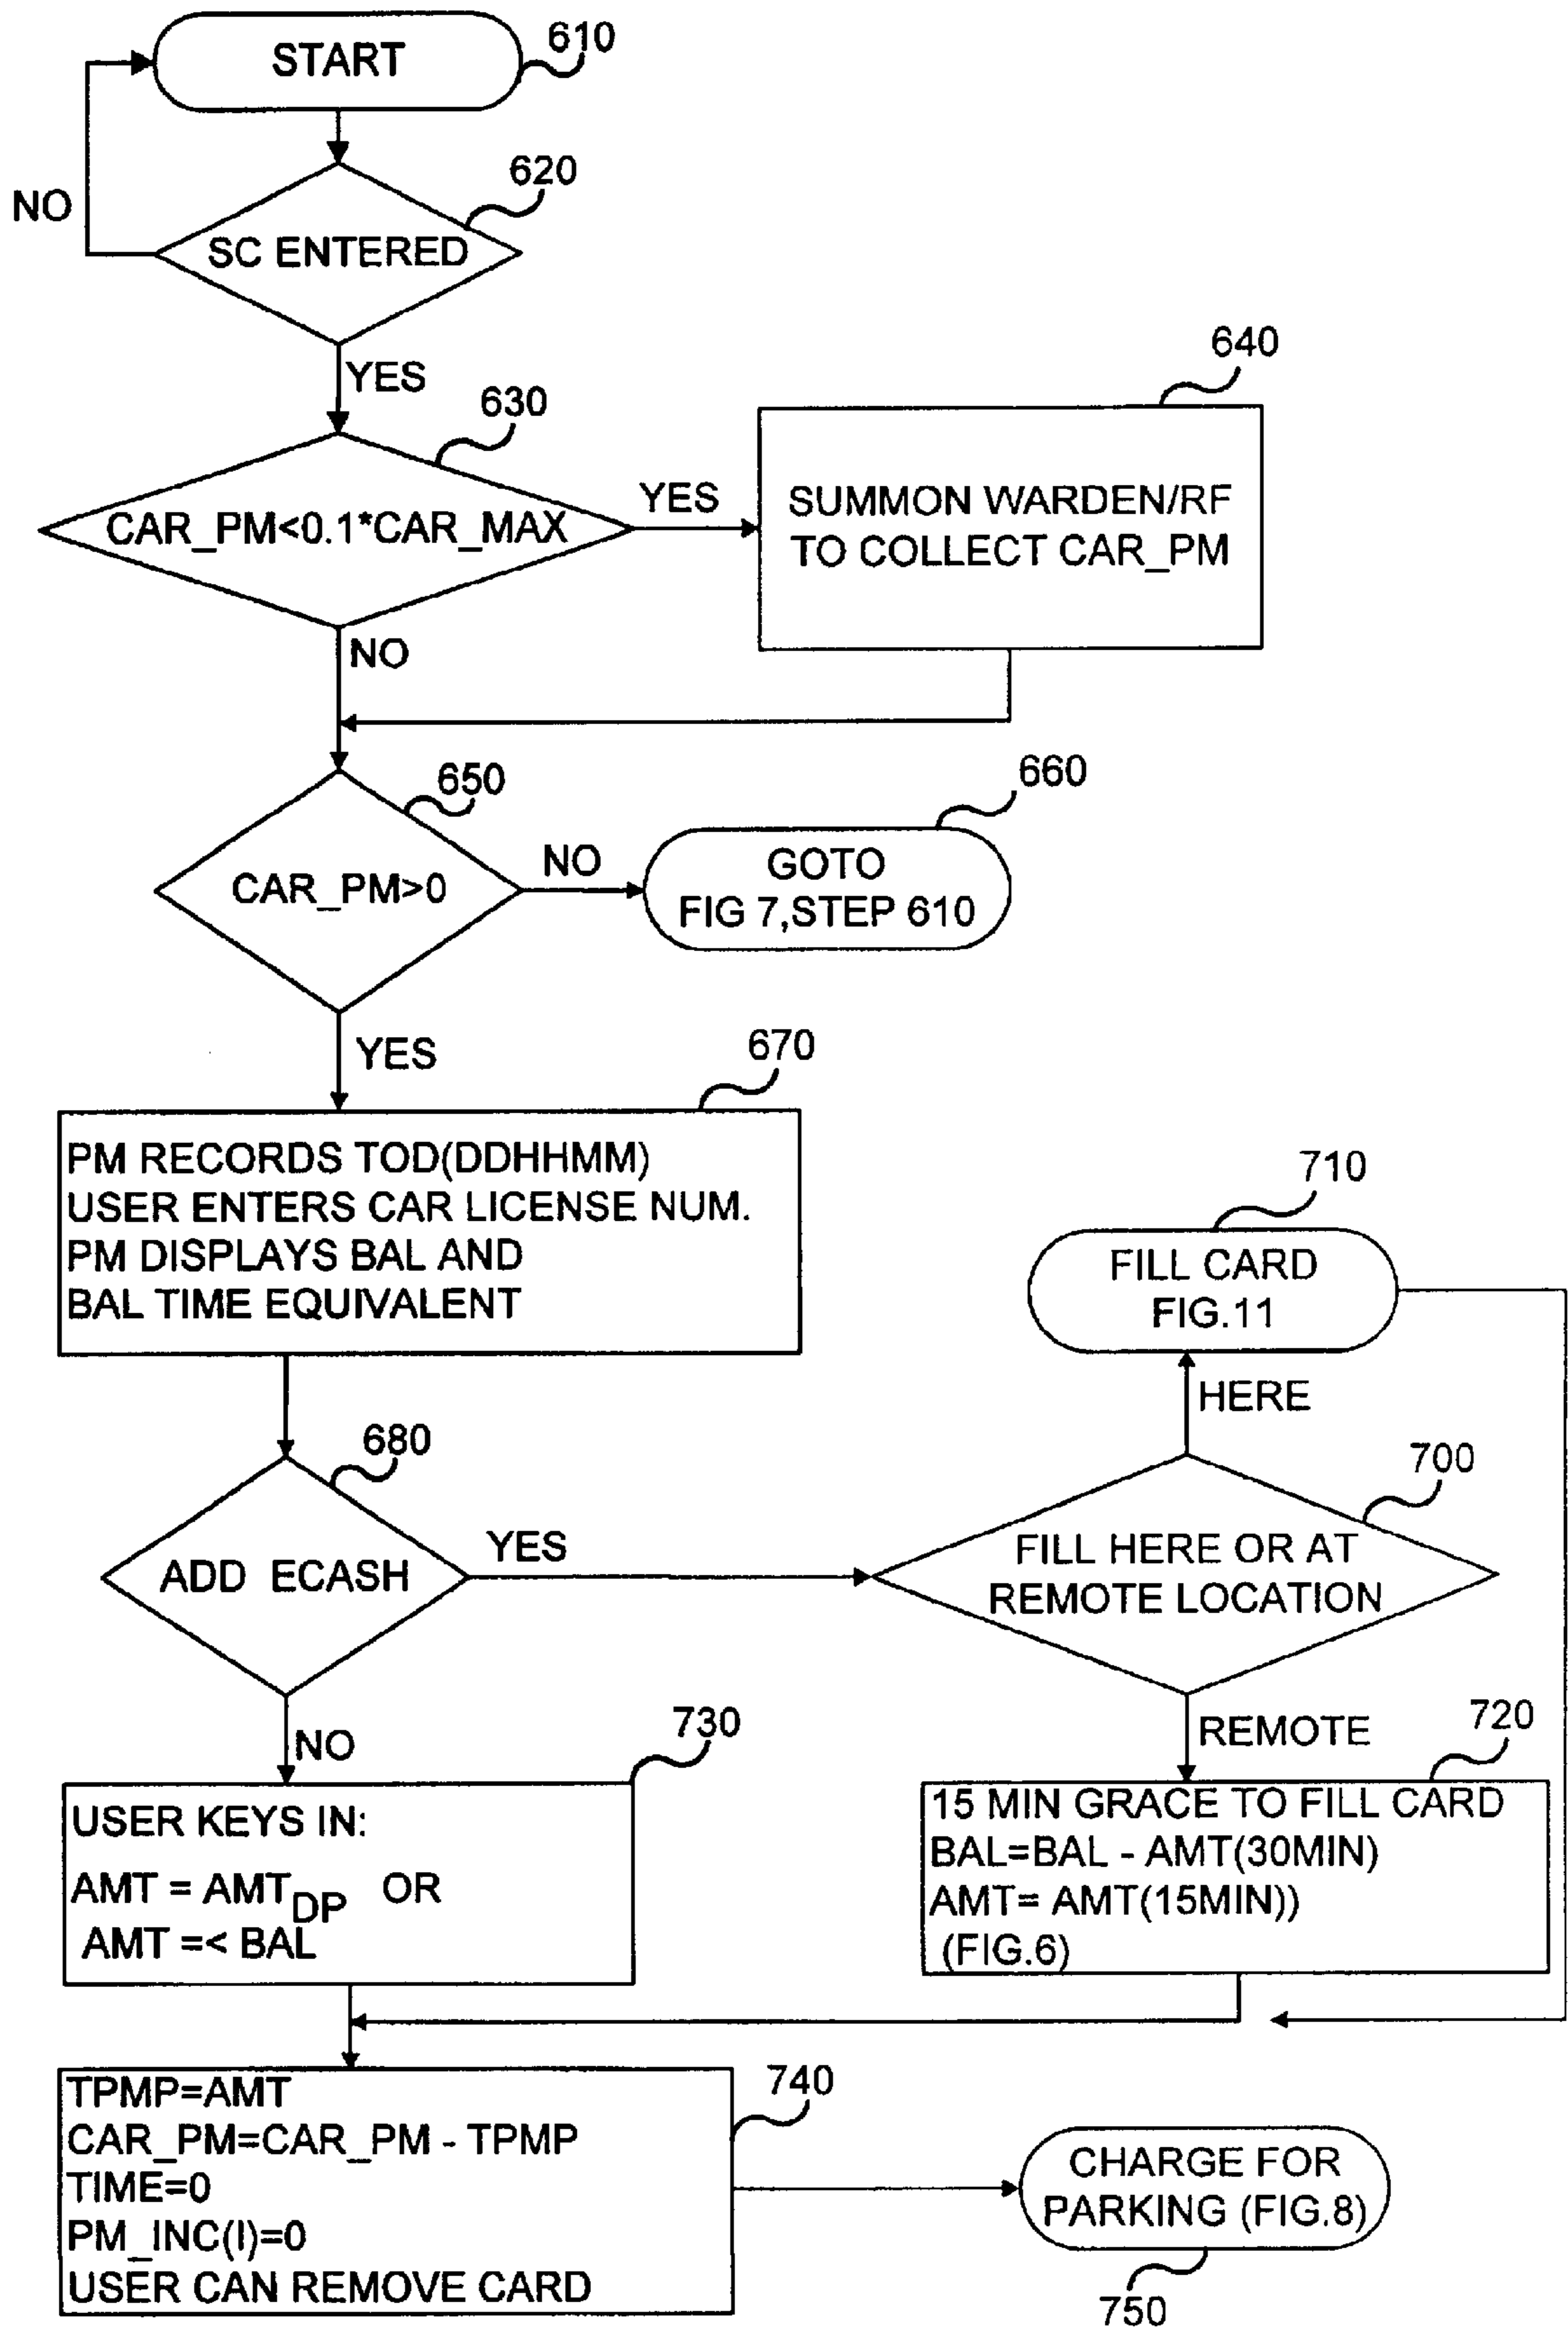 START
610
NO
620
SC ENTERED
YES
630
640
CAR_PM<0.1*CAR_MAX
YES
SUMMON WARDEN/RF
TO COLLECT CAR_PM
NO
650
660
CAR_PM>0
NO
GOTO
FIG 7,STEP 610
YES
670
PM RECORDS TOD(DDHHMM)
USER ENTERS CAR LICENSE NUM.
PM DISPLAYS BAL AND
BAL TIME EQUIVALENT
710
FILL CARD
FIG.11
HERE
680
700
ADD ECASH
YES
FILL HERE OR AT
REMOTE LOCATION
NO
730
REMOTE
720
USER KEYS IN:
AMT = AMTDP OR
AMT =< BAL
15 MIN GRACE TO FILL CARD
BAL=BAL - AMT(30MIN)
AMT= AMT(15MIN))
(FIG.6)
740
TPMP=AMT
CAR_PM=CAR_PM - TPMP
TIME=0
PM_INC(I)=0
USER CAN REMOVE CARD
CHARGE FOR
PARKING (FIG.8)
750